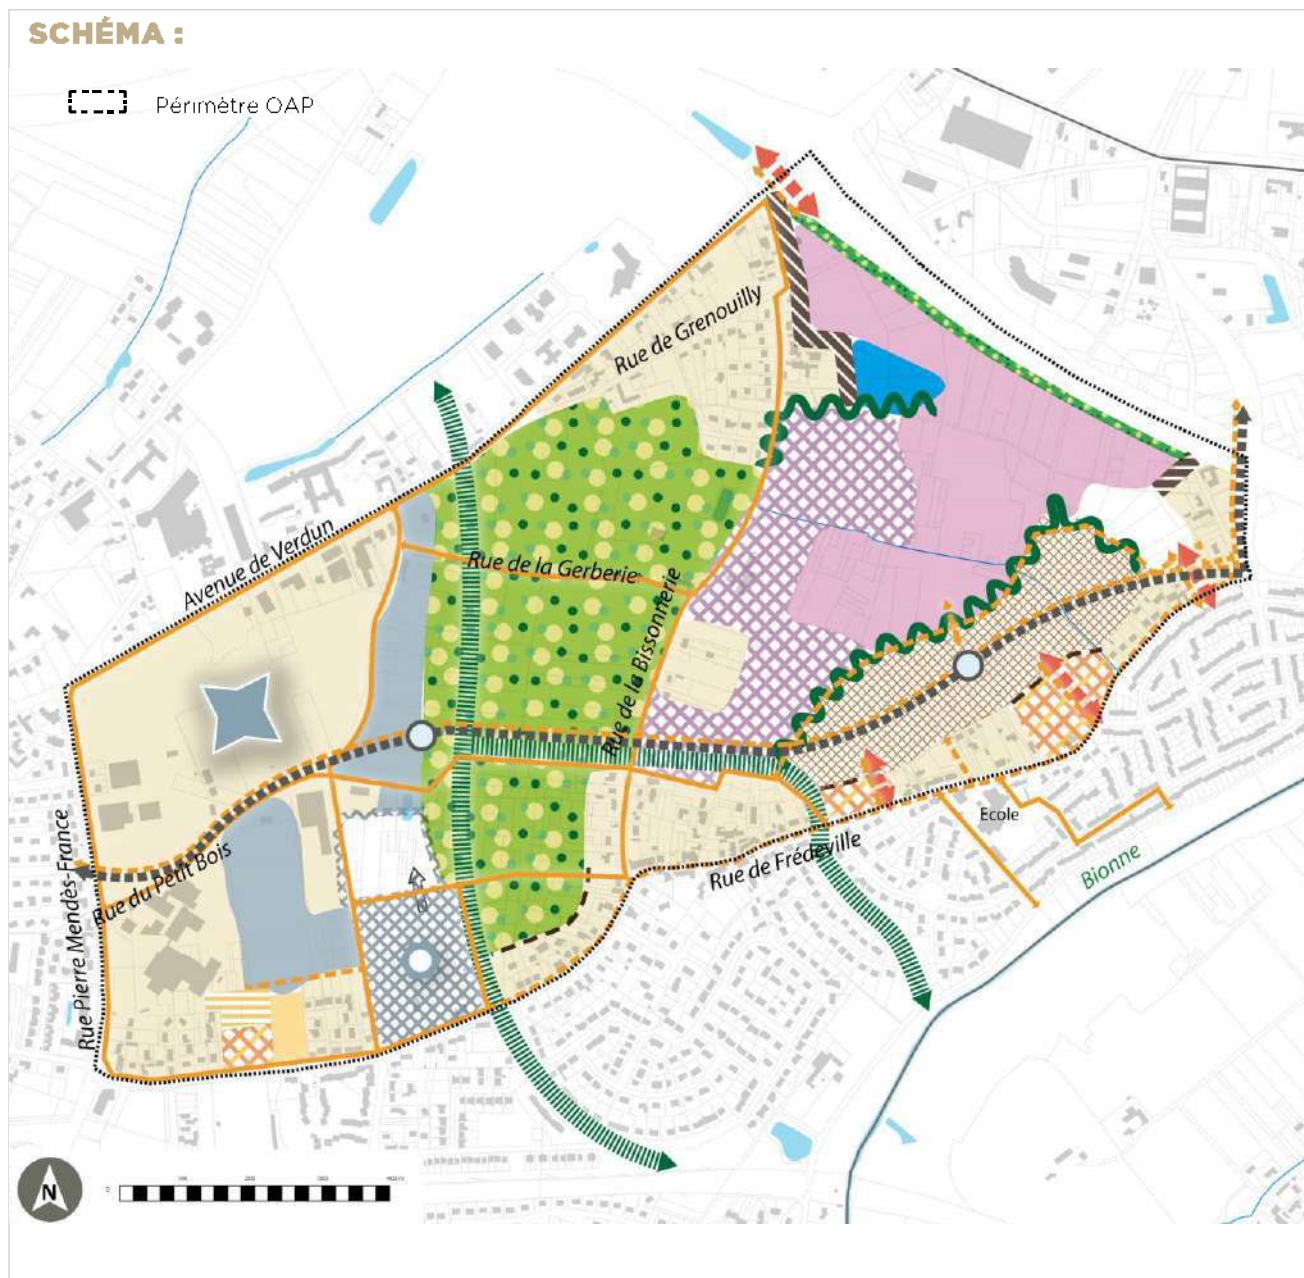 SCHÉMA :
Périmètre OAP
Rue de Grenouilly
Avenue de Verdun
Rue de la Gerberie
Rue de la Bissonnerie
Rue du Petit Bois
Rue Pierre Mendès-France
Rue de Frédeville
Ecole
Bionne
N
0